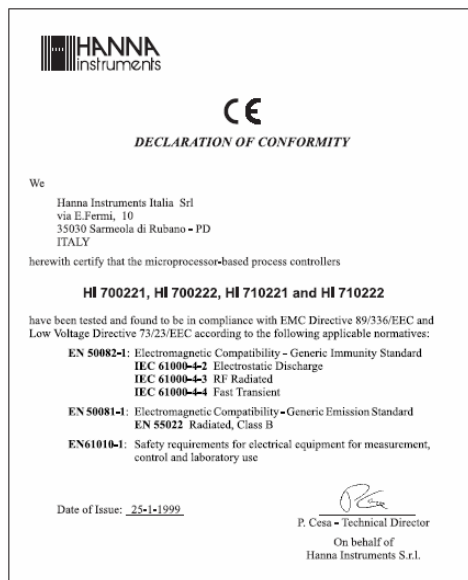 HANNA
instruments
CE
DECLARATION OF CONFORMITY
We
Hanna Instruments Italia Srl
via E.Fermi, 10
35030 Sarmeola di Rubano - PD
ITALY
herewith certify that the microprocessor-based process controllers
HI 700221, HI 700222, HI 710221 and HI 710222
have been tested and found to be in compliance with EMC Directive 89/336/EEC and
Low Voltage Directive 73/23/EEC according to the following applicable normatives:
EN 50082-1: Electromagnetic Compatibility - Generic Immunity Standard
IEC 61000-4-2 Electrostatic Discharge
IEC 61000-4-3 RF Radiated
IEC 61000-4-4 Fast Transient
EN 50081-1: Electromagnetic Compatibility - Generic Emission Standard
EN 55022 Radiated, Class B
EN61010-1: Safety requirements for electrical equipment for measurement,
control and laboratory use
Date of Issue: 25-1-1999
P. Cesa - Technical Director
On behalf of
Hanna Instruments S.r.l.